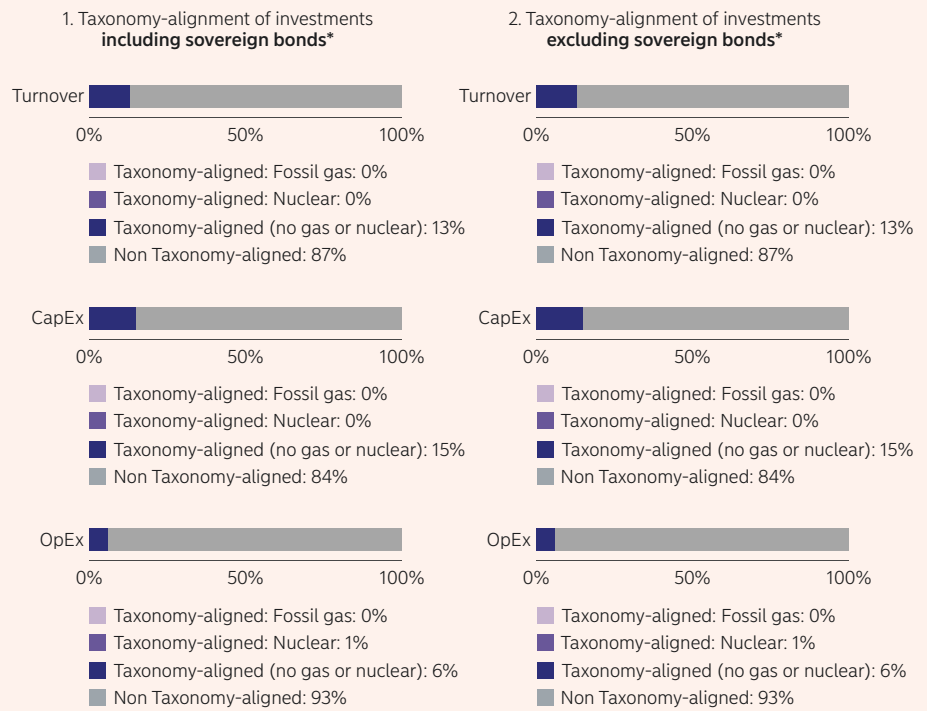 1. Taxonomy-alignment of investments
including sovereign bonds*
Turnover
0% 50% 100%
Taxonomy-aligned: Fossil gas: 0%
Taxonomy-aligned: Nuclear: 0%
Taxonomy-aligned (no gas or nuclear): 13%
Non Taxonomy-aligned: 87%
CapEx
0% 50% 100%
Taxonomy-aligned: Fossil gas: 0%
Taxonomy-aligned: Nuclear: 0%
Taxonomy-aligned (no gas or nuclear): 15%
Non Taxonomy-aligned: 84%
OpEx
0% 50% 100%
Taxonomy-aligned: Fossil gas: 0%
Taxonomy-aligned: Nuclear: 1%
Taxonomy-aligned (no gas or nuclear): 6%
Non Taxonomy-aligned: 93%
2. Taxonomy-alignment of investments
excluding sovereign bonds*
Turnover
0% 50% 100%
Taxonomy-aligned: Fossil gas: 0%
Taxonomy-aligned: Nuclear: 0%
Taxonomy-aligned (no gas or nuclear): 13%
Non Taxonomy-aligned: 87%
CapEx
0% 50% 100%
Taxonomy-aligned: Fossil gas: 0%
Taxonomy-aligned: Nuclear: 0%
Taxonomy-aligned (no gas or nuclear): 15%
Non Taxonomy-aligned: 84%
OpEx
0% 50% 100%
Taxonomy-aligned: Fossil gas: 0%
Taxonomy-aligned: Nuclear: 1%
Taxonomy-aligned (no gas or nuclear): 6%
Non Taxonomy-aligned: 93%